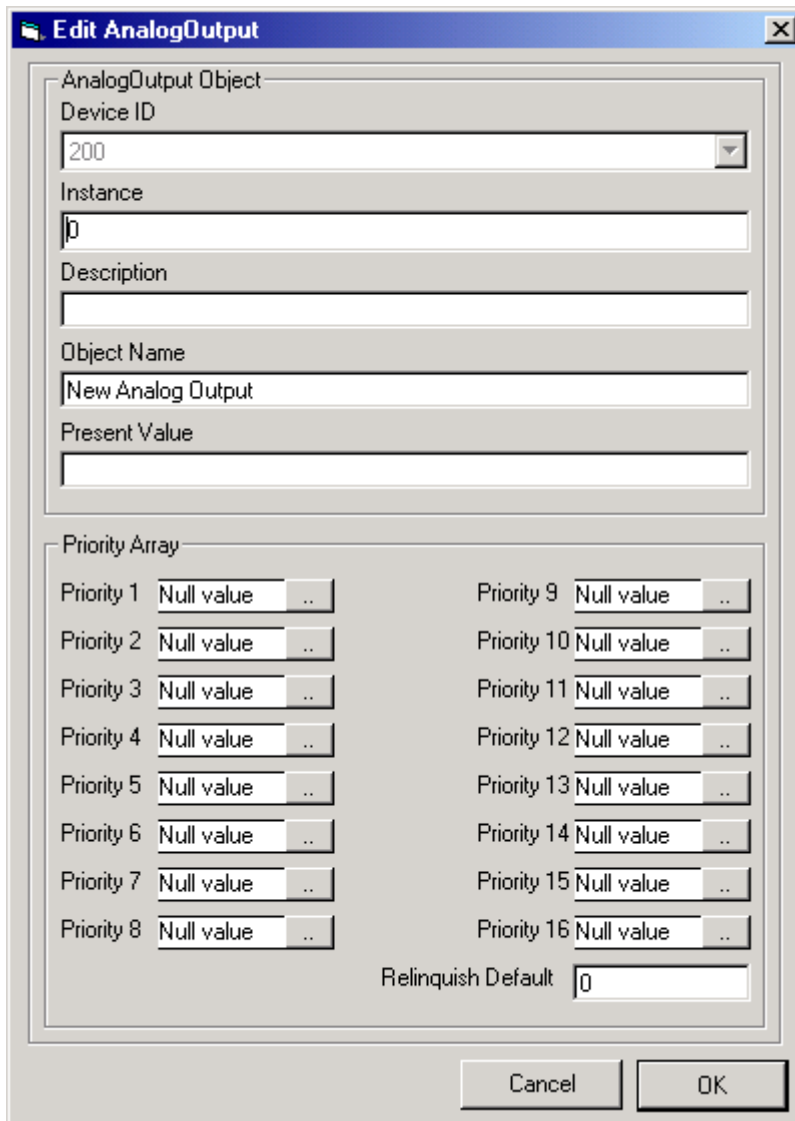 Edit AnalogOutput
AnalogOutput Object
Device ID
200
Instance
0
Description
Object Name
New Analog Output
Present Value
Priority Array
Priority 1 Null value .. Priority 9 Null value ..
Priority 2 Null value .. Priority 10 Null value ..
Priority 3 Null value .. Priority 11 Null value ..
Priority 4 Null value .. Priority 12 Null value ..
Priority 5 Null value .. Priority 13 Null value ..
Priority 6 Null value .. Priority 14 Null value ..
Priority 7 Null value .. Priority 15 Null value ..
Priority 8 Null value .. Priority 16 Null value ..
Relinquish Default 0
Cancel OK